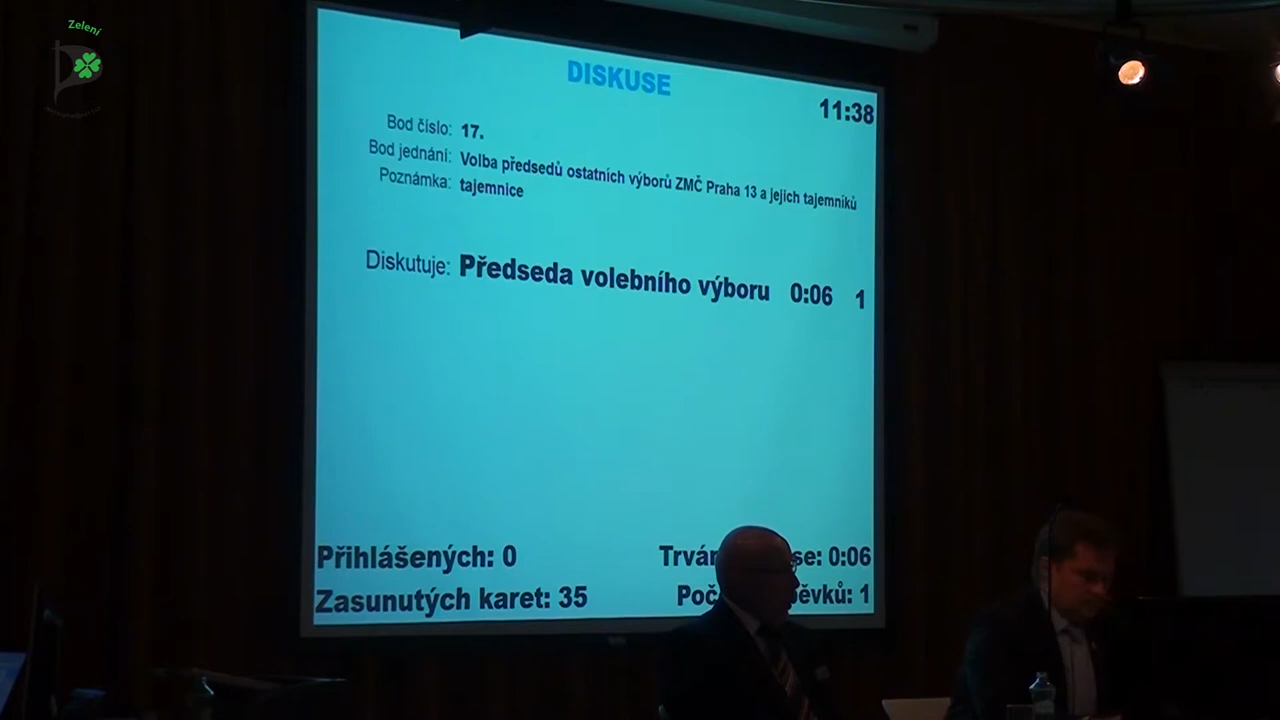 Zelení
DISKUSE
11:38
Bod číslo: 17.
Bod jednání: Volba předsedů ostatních výborů ZMČ Praha 13 a jejich tajemníků
Poznámka: tajemnice
Diskutuje: Předseda volebního výboru 0:06 1
Přihlášených: 0
Trván se: 0:06
Zasunutých karet: 35
Poč ěvků: 1